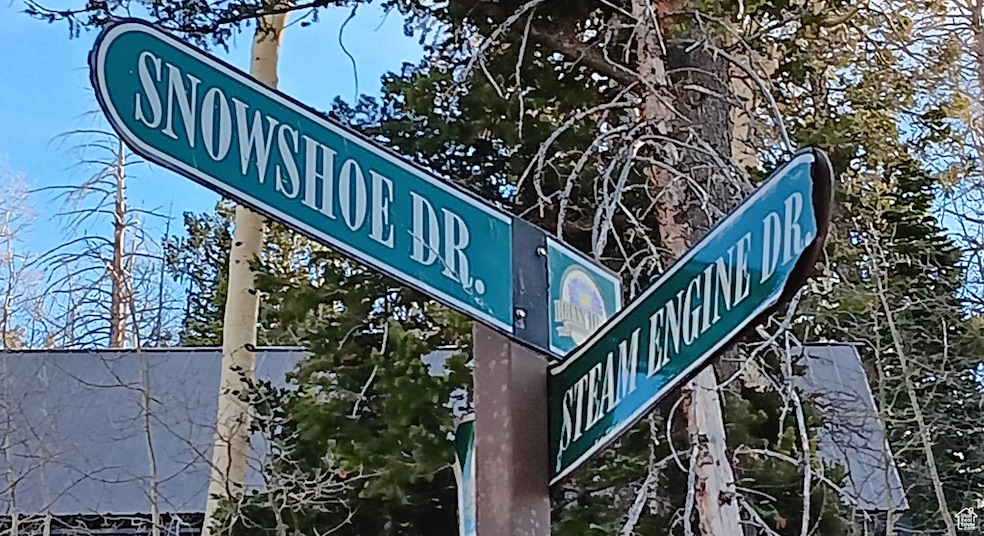 SNOWSHOE DR.
STEAM ENGINE DR.